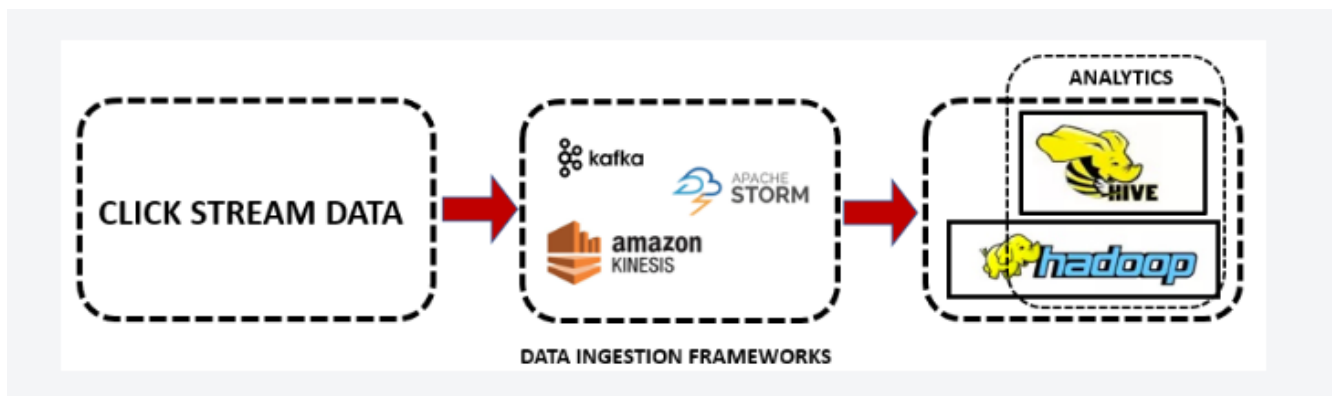 CLICK STREAM DATA
kafka
APACHE
STORM
amazon
KINESIS
DATA INGESTION FRAMEWORKS
ANALYTICS
HIVE
hadoop